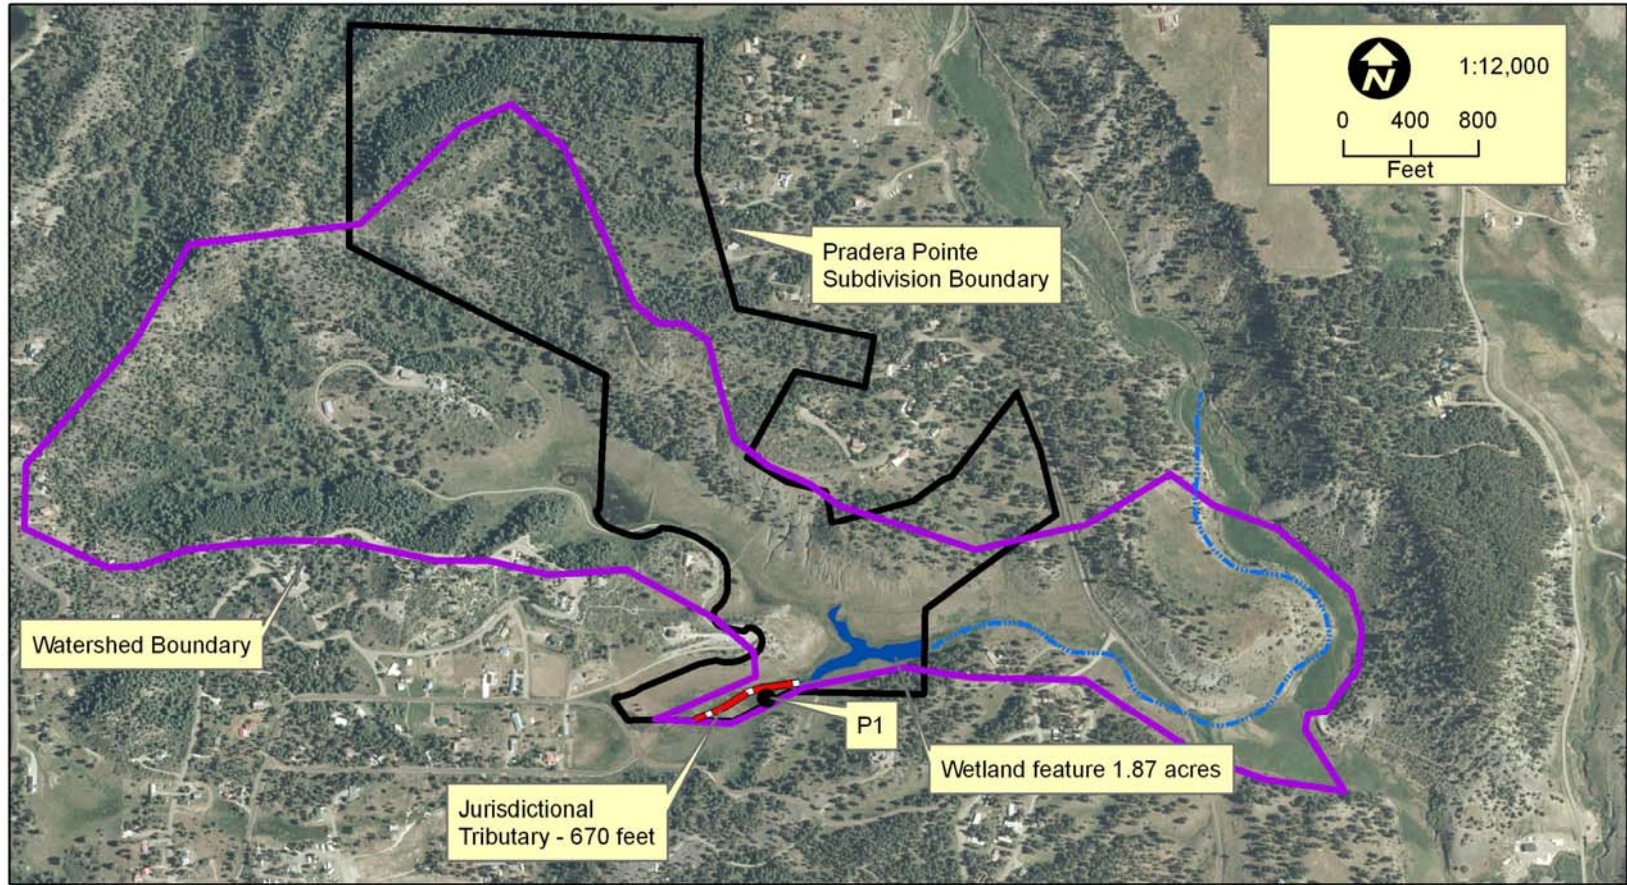 N
1:12,000
0 400 800
Feet
Pradera Pointe
Subdivision Boundary
Watershed Boundary
P1
Wetland feature 1.87 acres
Jurisdictional
Tributary - 670 feet